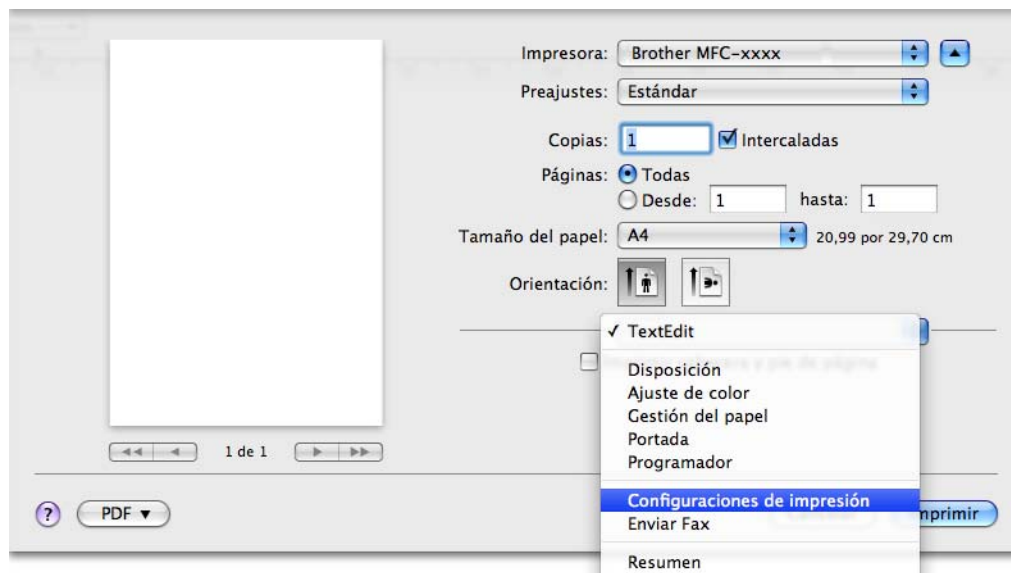 Impresora: Brother MFC-xxxx
Preajustes: Estándar
Copias: 1 Intercaladas
Páginas: Todas
Desde: 1 hasta: 1
Tamaño del papel: A4 20,99 por 29,70 cm
Orientación:
✓ TextEdit
Disposición
Ajuste de color
Gestión del papel
Portada
Programador
Configuraciones de impresión
Enviar Fax
Resumen
1 de 1
? PDF ▼
mprimir